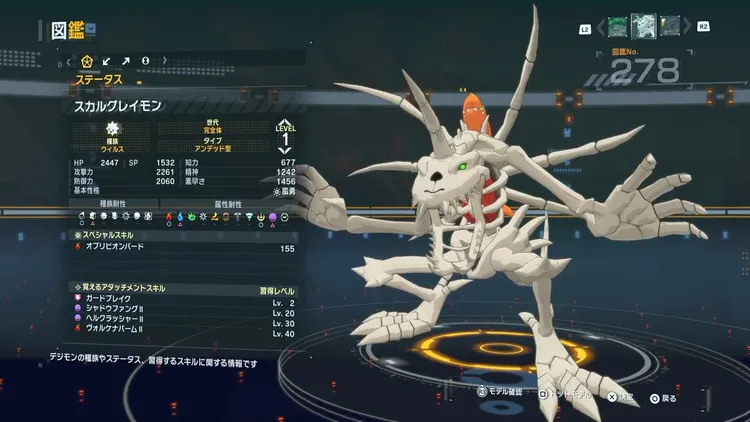 図鑑
L2
R2
図鑑No.
278
ステータス
スカルグレイモン
種族
ウィルス
世代
完全体
タイプ
アンデッド型
LEVEL
1
HP 2447 SP 1532 知力 677
攻撃力 2261 精神 1242
防御力 2060 素早さ 1456
基本性格 蛮勇
種族耐性 属性耐性
スペシャルスキル
オブリビオンバード 155
覚えるアタッチメントスキル 習得レベル
ガードブレイク Lv. 2
シャドウファングⅡ Lv. 20
ヘルクラッシャーⅡ Lv. 30
ヴォルケナパームⅡ Lv. 40
デジモンの種族やステータス、習得するスキルに関する情報です
モデル確認 ドットモデル 決定 戻る